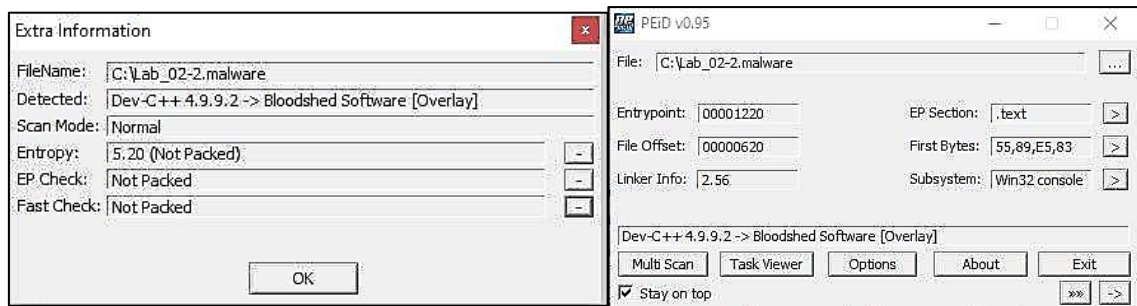 Extra Information
x
FileName: C:\Lab_02-2.malware
Detected: Dev-C++ 4.9.9.2 -> Bloodshed Software [Overlay]
Scan Mode: Normal
Entropy: 5.20 (Not Packed) -
EP Check: Not Packed -
Fast Check: Not Packed -
OK
PEiD v0.95
File: C:\Lab_02-2.malware ...
Entrypoint: 00001220 EP Section: .text >
File Offset: 00000620 First Bytes: 55,89,E5,83 >
Linker Info: 2.56 Subsystem: Win32 console >
Dev-C++ 4.9.9.2 -> Bloodshed Software [Overlay]
Multi Scan Task Viewer Options About Exit
Stay on top »» ->